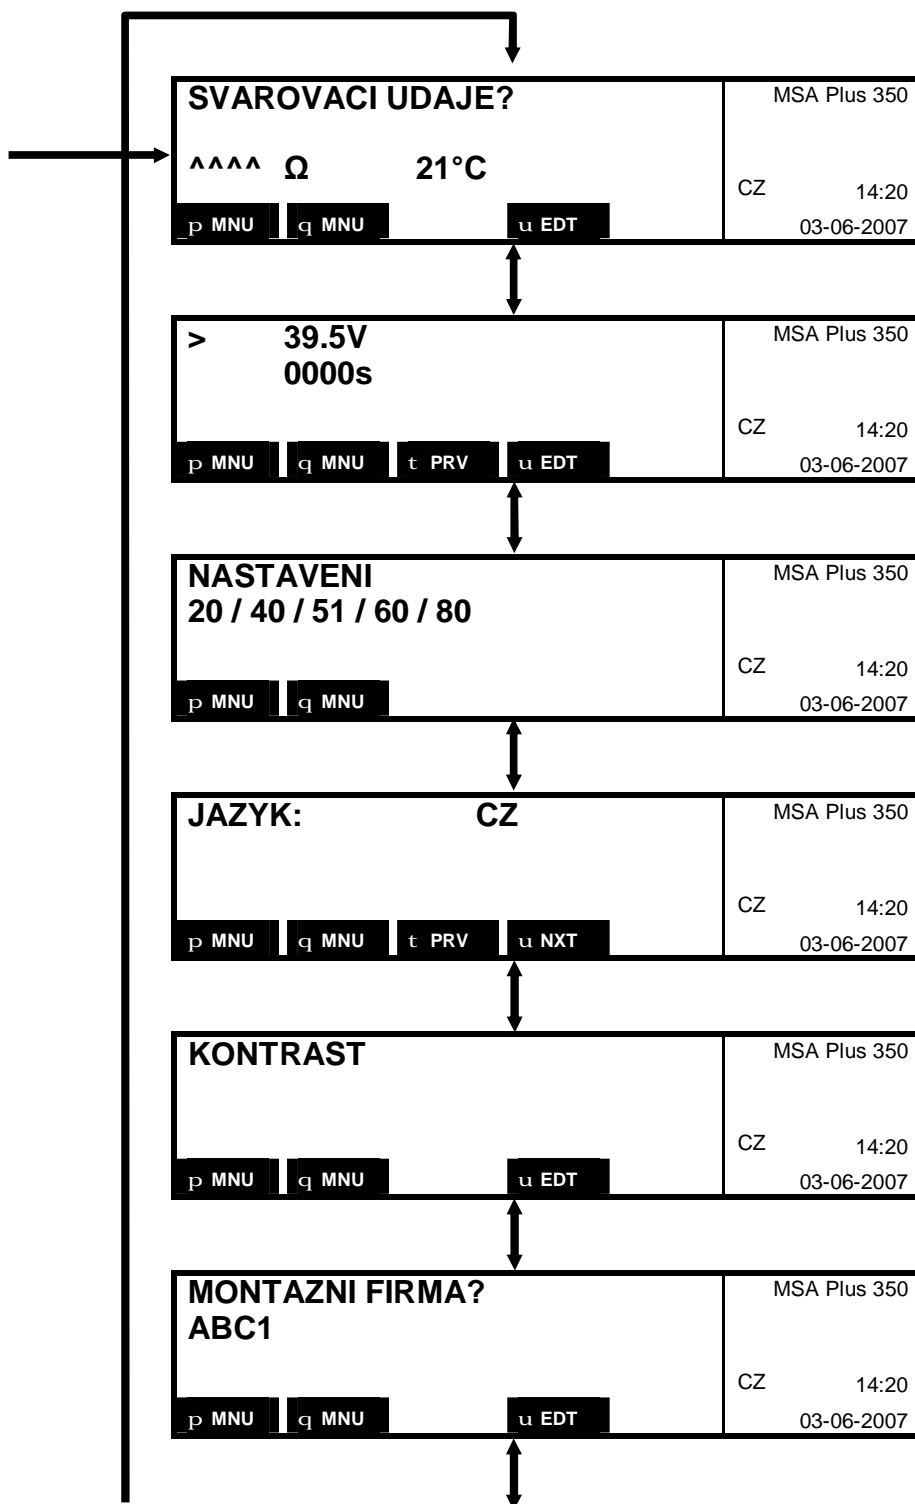 SVAROVACI UDAJE?
MSA Plus 350
^^^^ Ω 21°C
CZ 14:20
p MNU q MNU u EDT
03-06-2007
> 39.5V
MSA Plus 350
0000s
CZ 14:20
p MNU q MNU t PRV u EDT
03-06-2007
NASTAVENI
MSA Plus 350
20 / 40 / 51 / 60 / 80
CZ 14:20
p MNU q MNU
03-06-2007
JAZYK: CZ
MSA Plus 350
CZ 14:20
p MNU q MNU t PRV u NXT
03-06-2007
KONTRAST
MSA Plus 350
CZ 14:20
p MNU q MNU u EDT
03-06-2007
MONTAZNI FIRMA?
MSA Plus 350
ABC1
CZ 14:20
p MNU q MNU u EDT
03-06-2007